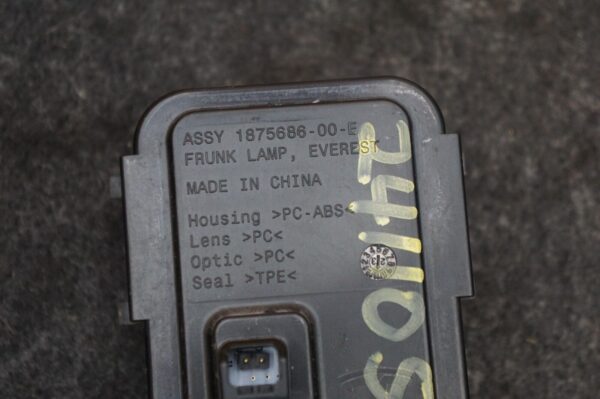 ASSY 1875686-00-E
FRUNK LAMP, EVEREST
MADE IN CHINA
Housing >PC-ABS<
Lens >PC<
Optic >PC<
Seal >TPE<